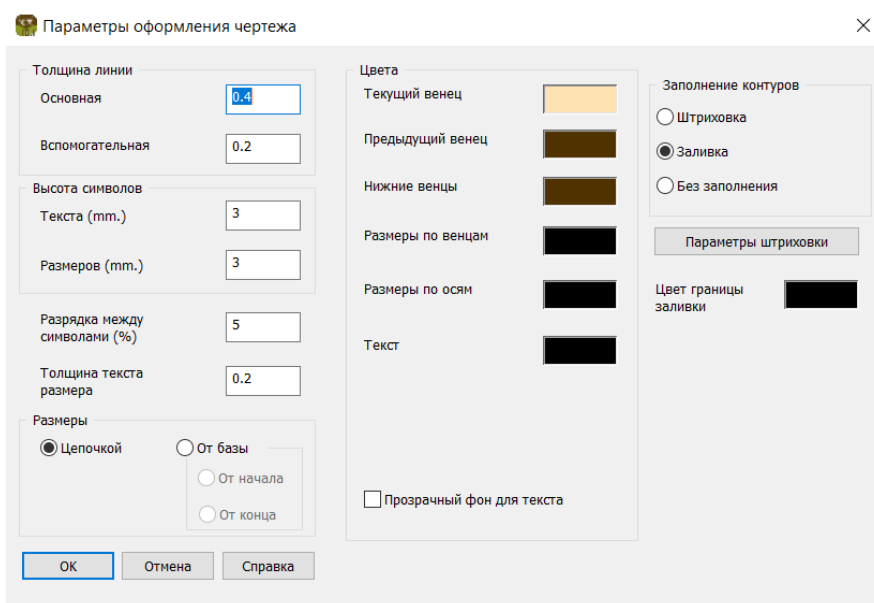 Параметры оформления чертежа
Толщина линии
Основная
0.4
Вспомогательная
0.2
Высота символов
Текста (mm.)
3
Размеров (mm.)
3
Разрядка между
символами (%)
5
Толщина текста
размера
0.2
Размеры
Цепочкой
От базы
От начала
От конца
ОК
Отмена
Справка
Цвета
Текущий венец
Предыдущий венец
Нижние венцы
Размеры по венцам
Размеры по осям
Текст
Прозрачный фон для текста
Заполнение контуров
Штриховка
Заливка
Без заполнения
Параметры штриховки
Цвет границы
заливки